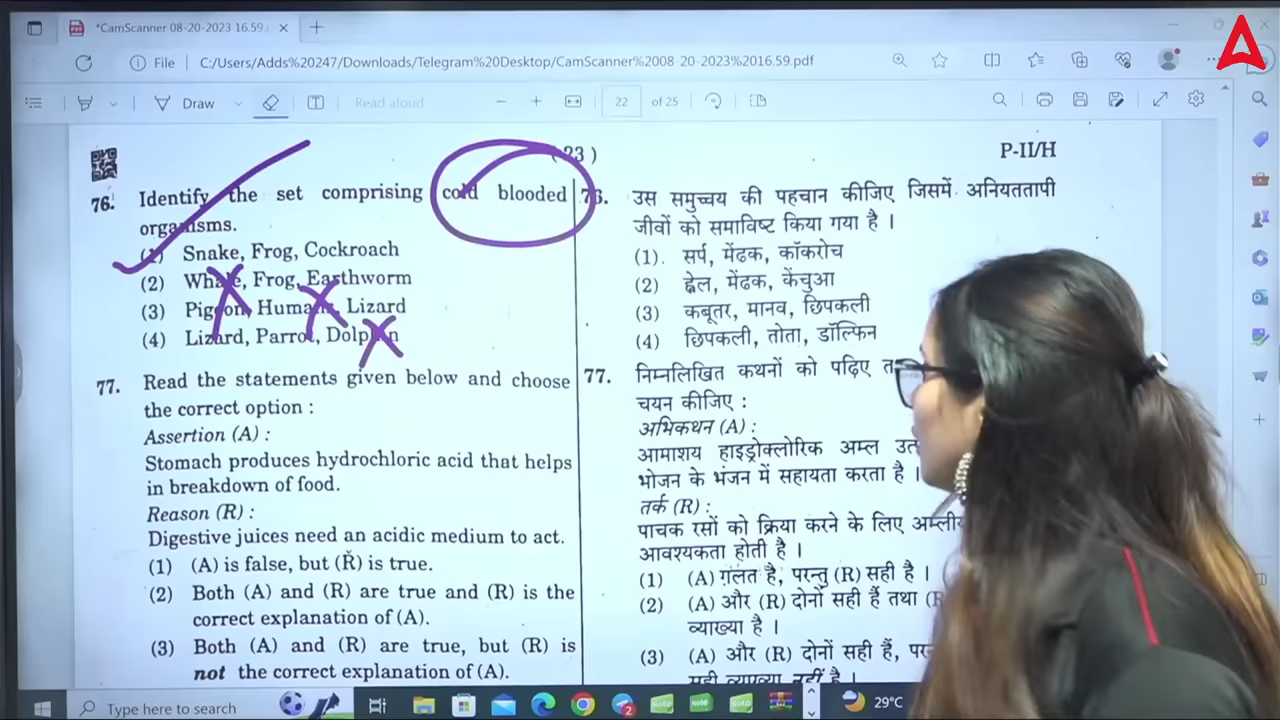 *CamScanner 08-20-2023 16.59
File C:/Users/Adds%20247/Downloads/Telegram%20Desktop/CamScanner%2008-20-2023%2016.59.pdf
Draw Read aloud 22 of 25
23 ) P-II/H
76. Identify the set comprising cold blooded
organisms.
(1) Snake, Frog, Cockroach
(2) Whale, Frog, Earthworm
(3) Pigeon, Human, Lizard
(4) Lizard, Parrot, Dolphin
77. Read the statements given below and choose
the correct option :
Assertion (A) :
Stomach produces hydrochloric acid that helps
in breakdown of food.
Reason (R) :
Digestive juices need an acidic medium to act.
(1) (A) is false, but (R) is true.
(2) Both (A) and (R) are true and (R) is the
correct explanation of (A).
(3) Both (A) and (R) are true, but (R) is
not the correct explanation of (A).
76. उस समुच्चय की पहचान कीजिए जिसमें अनियततापी
जीवों को समाविष्ट किया गया है ।
(1). सर्प, मेंढक, कॉकरोच
(2) ह्वेल, मेंढक, केंचुआ
(3) कबूतर, मानव, छिपकली
(4) छिपकली, तोता, डॉल्फिन
77. निम्नलिखित कथनों को पढ़िए
चयन कीजिए :
अभिकथन (A) :
आमाशय हाइड्रोक्लोरिक अम्ल
भोजन के भंजन में सहायता करता है ।
तर्क (R) :
पाचक रसों को क्रिया करने के लिए
आवश्यकता होती है ।
(1) (A) ग़लत है, परन्तु (R) सही है ।
(2) (A) और (R) दोनों सही हैं तथा
व्याख्या है ।
(3) (A) और (R) दोनों सही हैं,
सही व्याख्या नहीं है ।
Type here to search 2 29°C